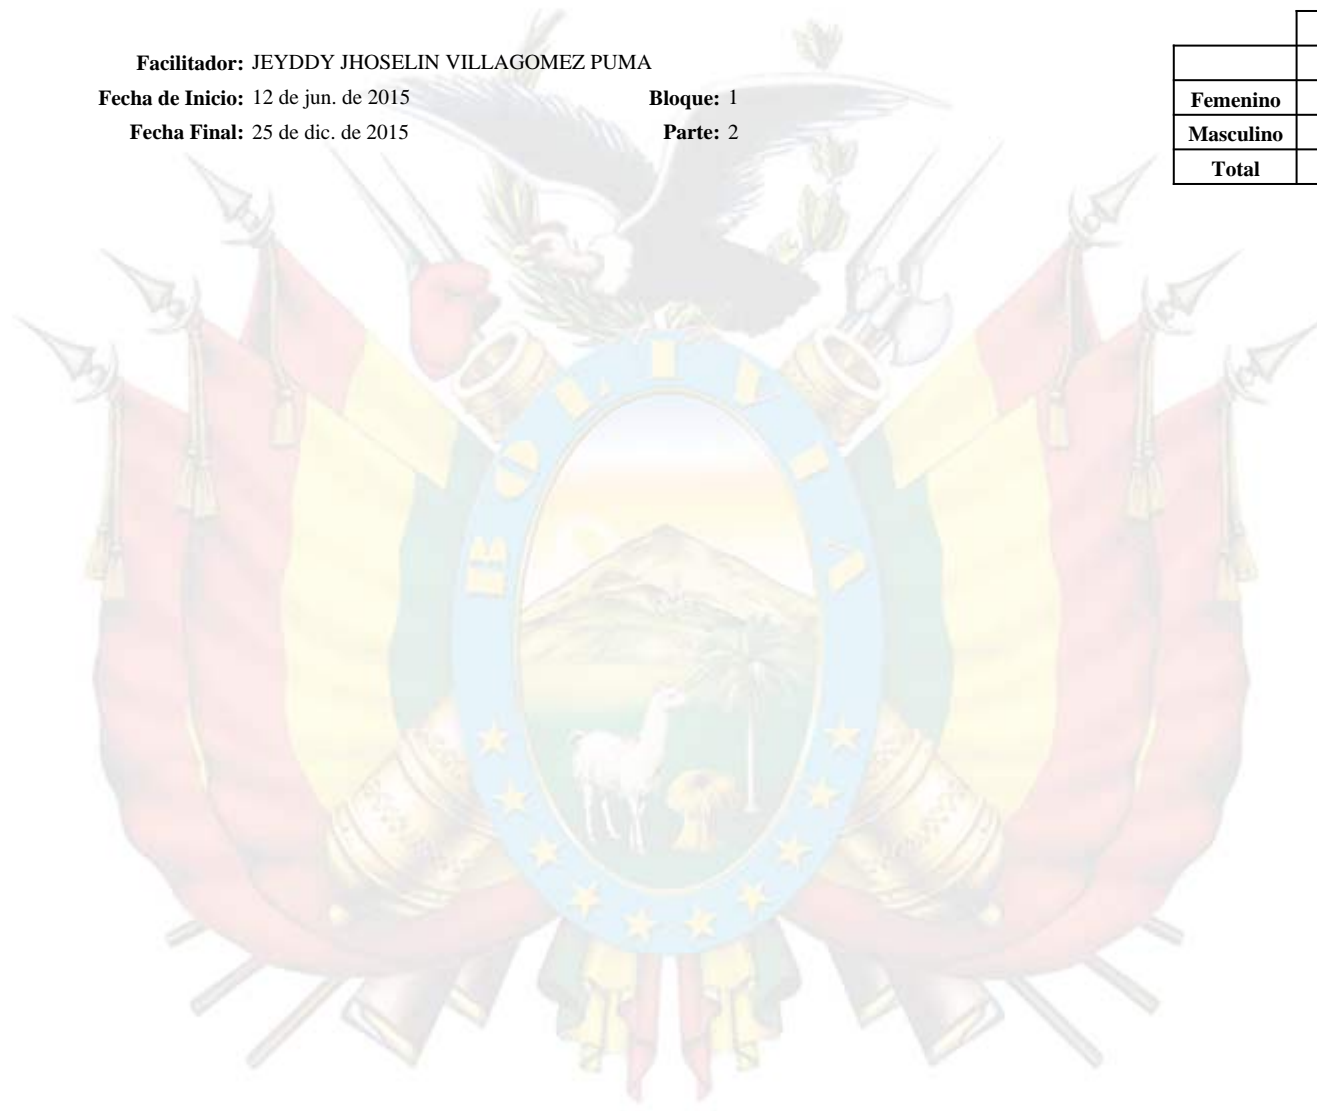 Facilitador: JEYDDY JHOSELIN VILLAGOMEZ PUMA
Fecha de Inicio: 12 de jun. de 2015 Bloque: 1
Fecha Final: 25 de dic. de 2015 Parte: 2
Femenino
Masculino
Total
BOLIVIA